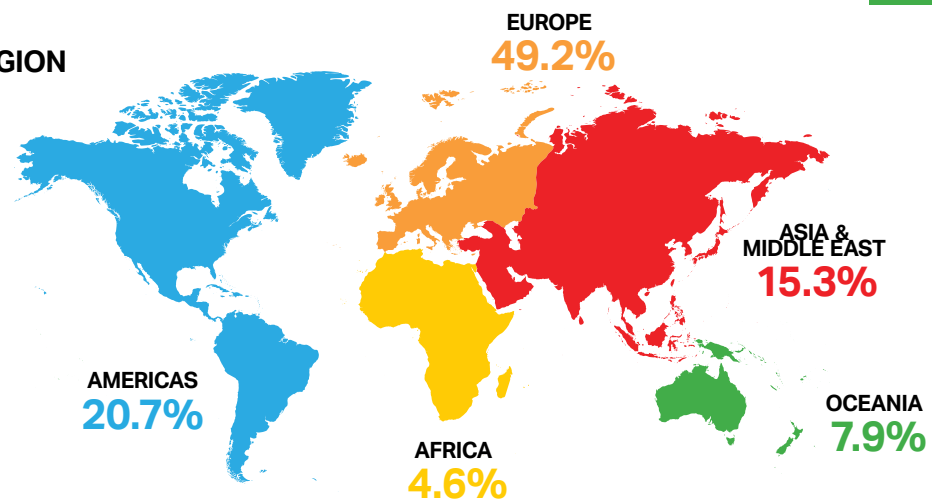 EUROPE
49.2%
GION
ASIA &
MIDDLE EAST
15.3%
AMERICAS
20.7%
OCEANIA
7.9%
AFRICA
4.6%